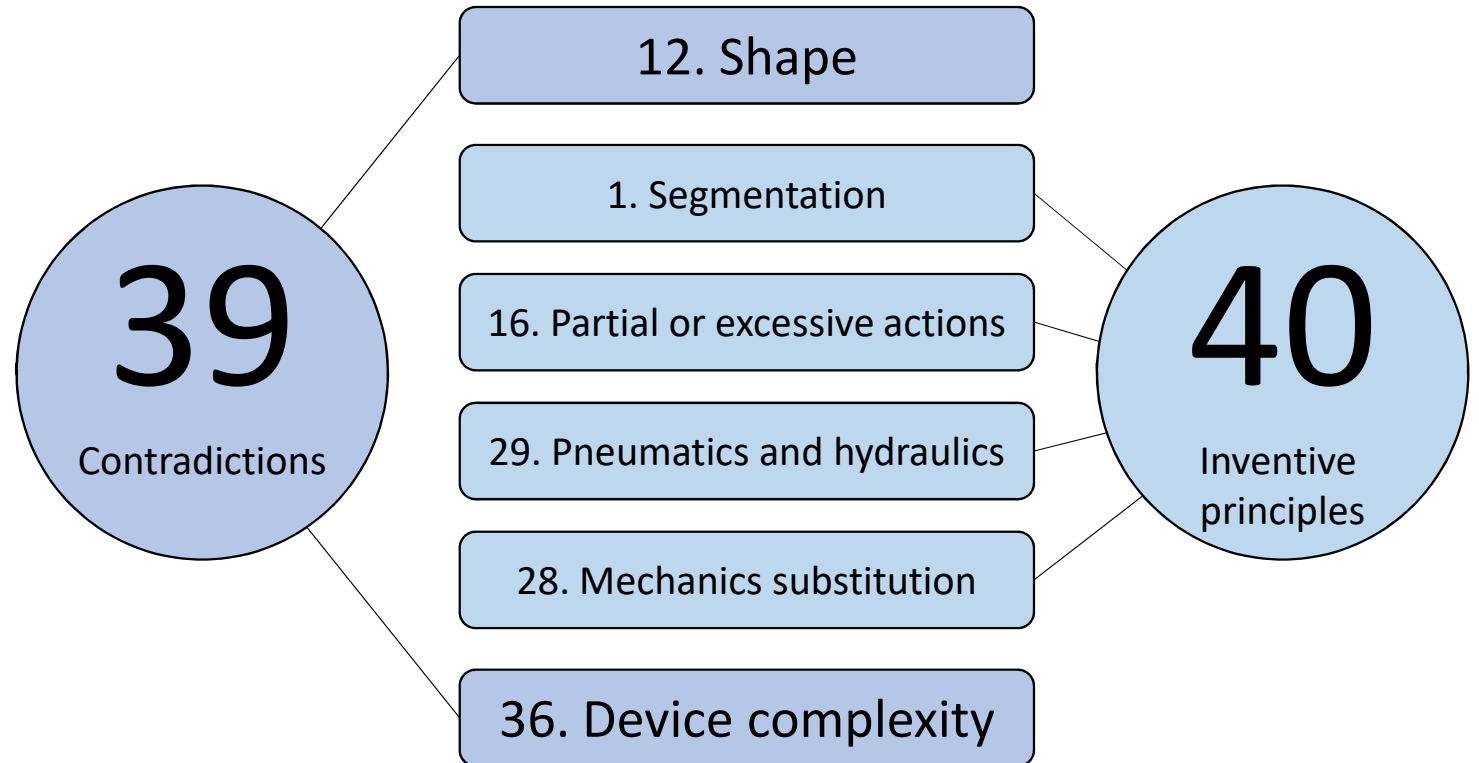 12. Shape
1. Segmentation
39
Contradictions
16. Partial or excessive actions
29. Pneumatics and hydraulics
28. Mechanics substitution
36. Device complexity
40
Inventive
principles